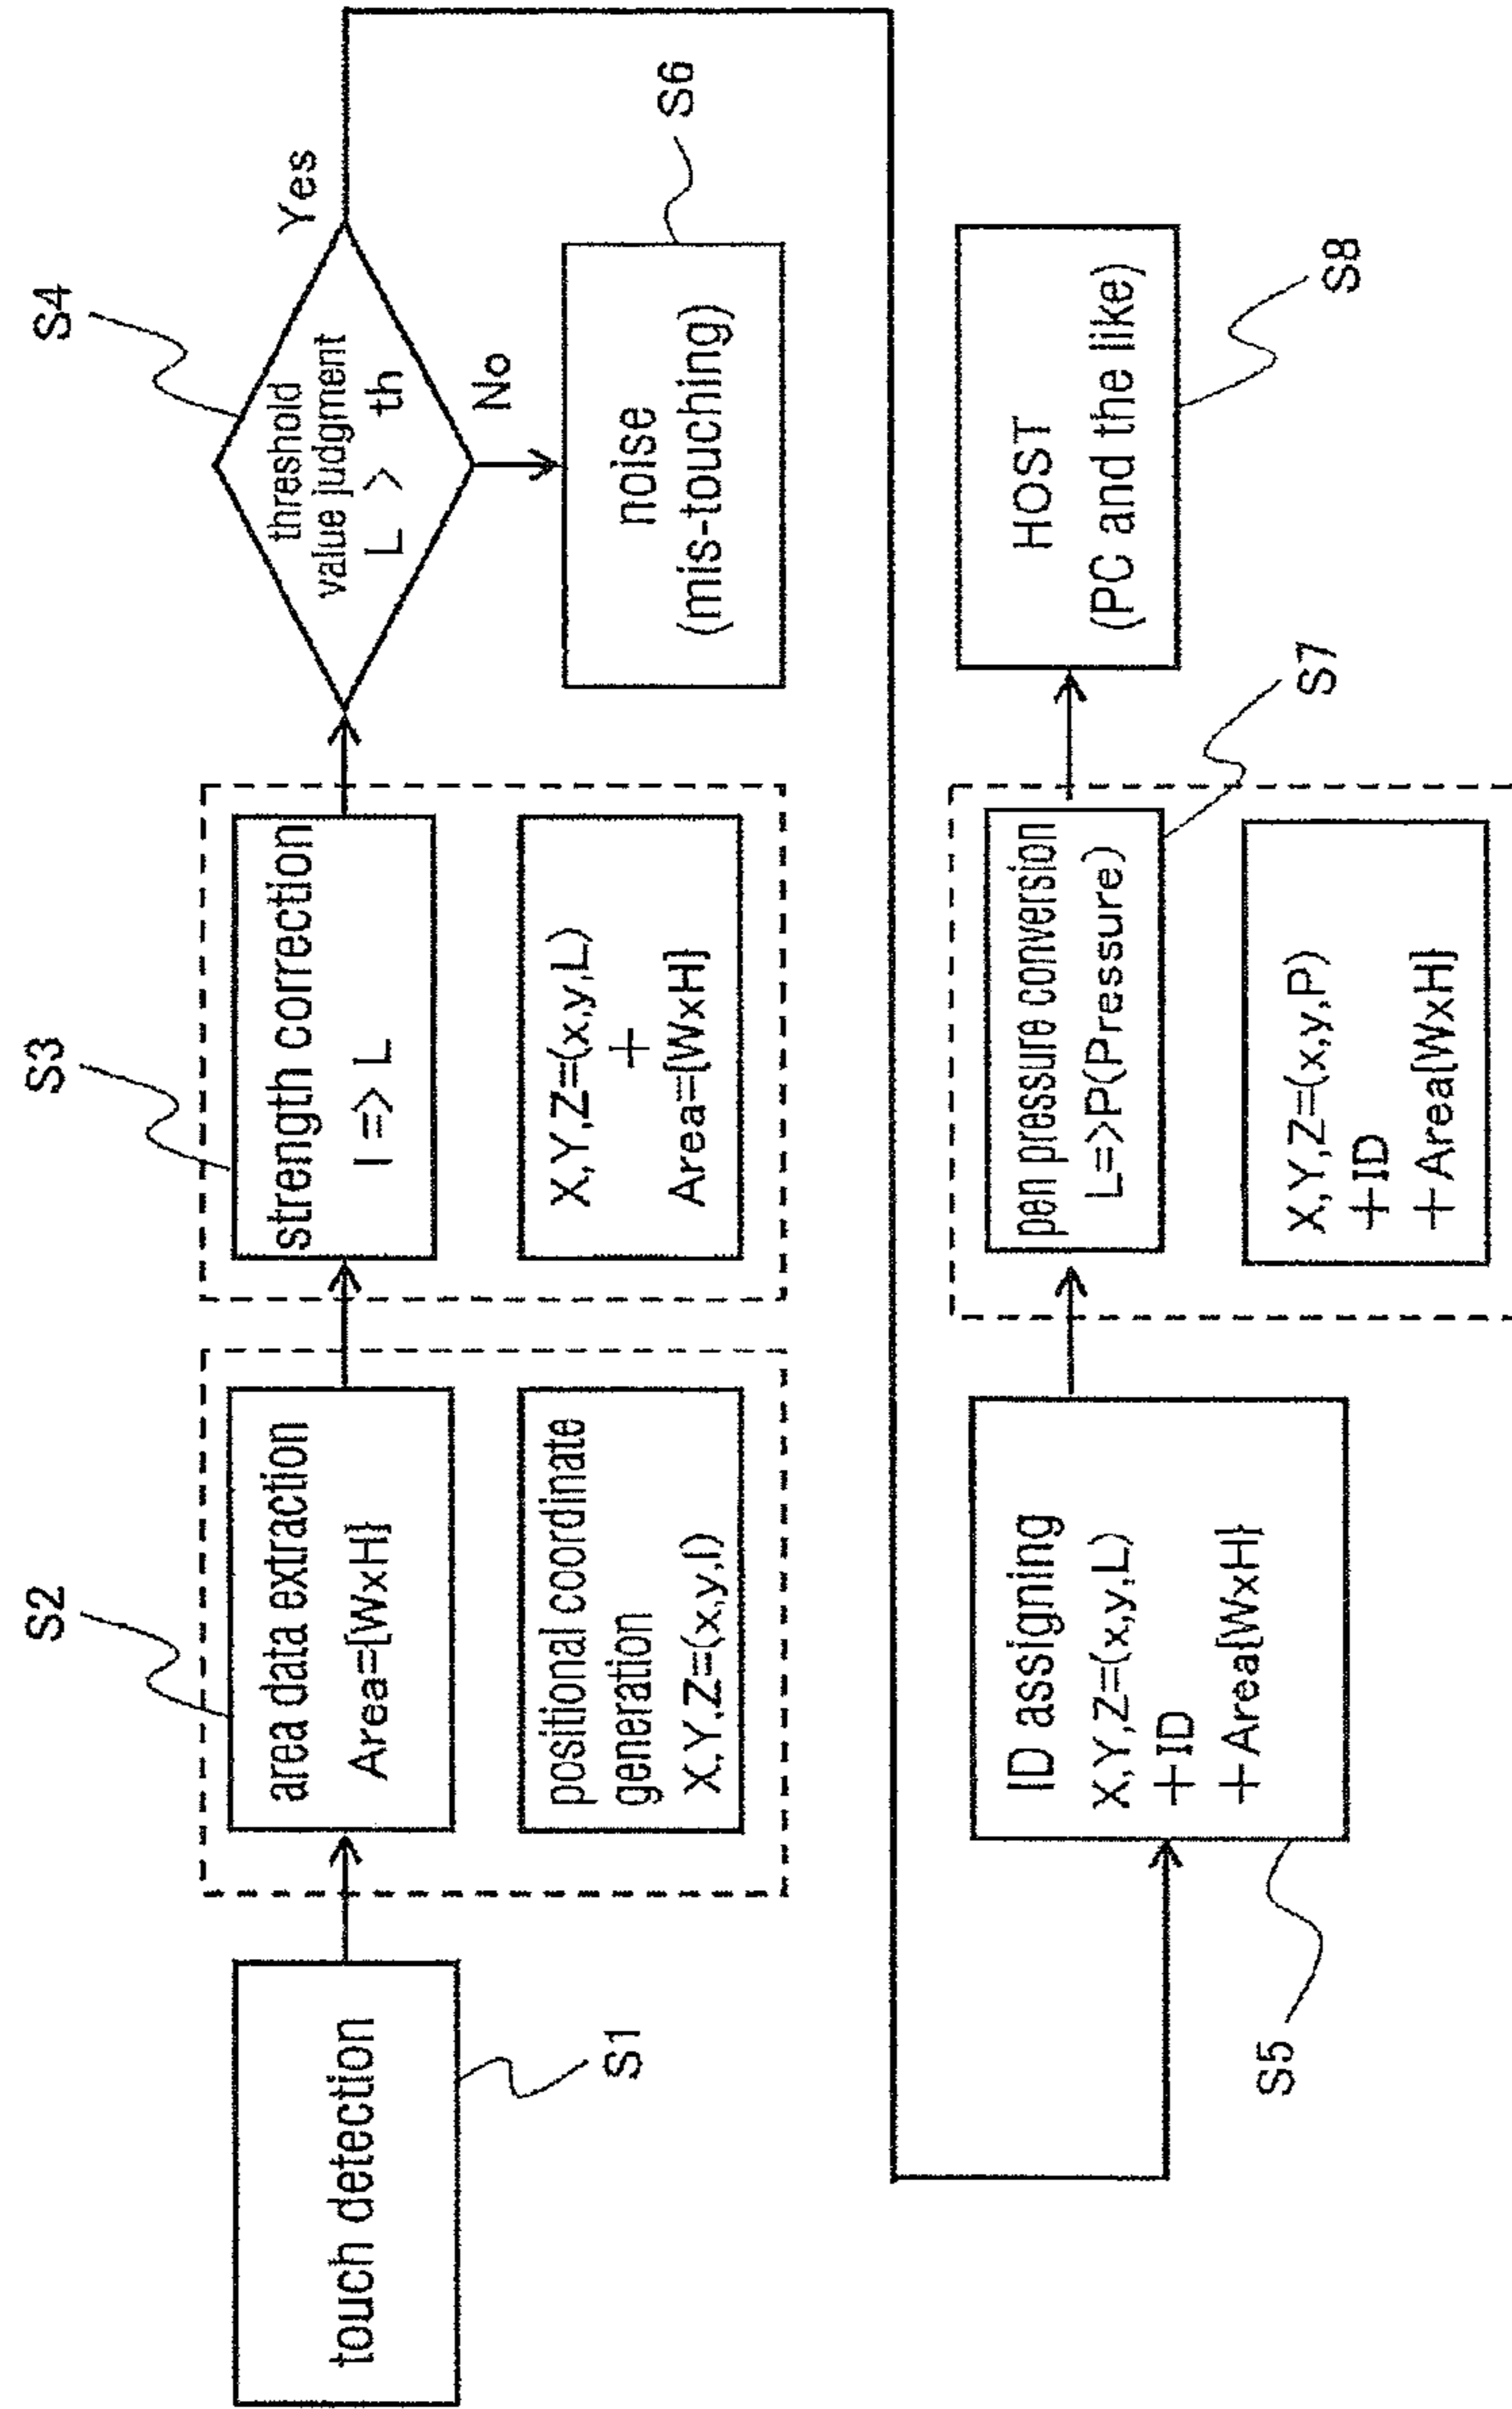 S1
touch detection
S2
area data extraction
Area=[WxH]
positional coordinate
generation
X,Y,Z=(x,y,I)
S3
strength correction
I => L
X,Y,Z=(x,y,L)
+
Area=[WxH]
S4
threshold
value judgment
L > th
Yes
No
S6
noise
(mis-touching)
S5
ID assigning
X,Y,Z=(x,y,L)
+ID
+Area[WxH]
S7
pen pressure conversion
L=>P(Pressure)
X,Y,Z=(x,y,P)
+ID
+Area[WxH]
S8
HOST
(PC and the like)